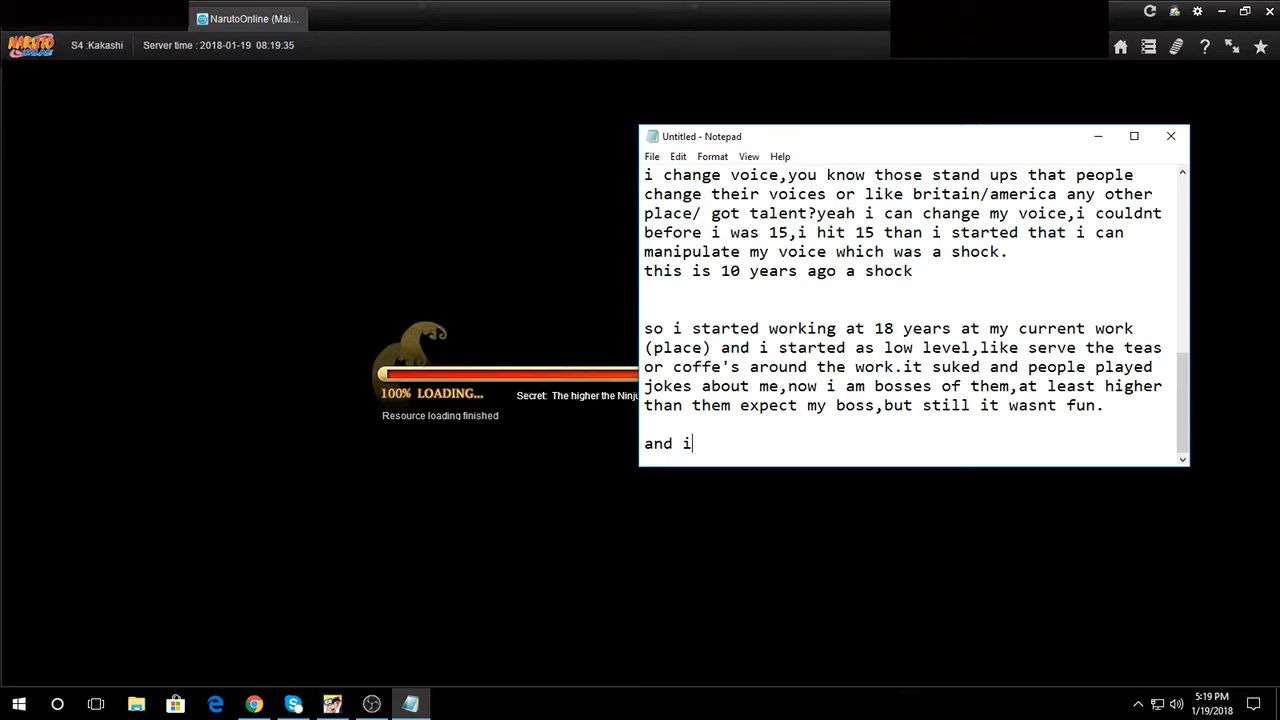 NarutoOnline (Mai...
NARUTO
ONLINE
S4 :Kakashi
Server time : 2018-01-19 08:19:35
Untitled - Notepad
File Edit Format View Help
i change voice,you know those stand ups that people
change their voices or like britain/america any other
place/ got talent?yeah i can change my voice,i couldnt
before i was 15,i hit 15 than i started that i can
manipulate my voice which was a shock.
this is 10 years ago a shock
so i started working at 18 years at my current work
(place) and i started as low level,like serve the teas
or coffe's around the work.it suked and people played
jokes about me,now i am bosses of them,at least higher
than them expect my boss,but still it wasnt fun.
and i
100% LOADING...
Secret: The higher the Ninju
Resource loading finished
5:19 PM
1/19/2018